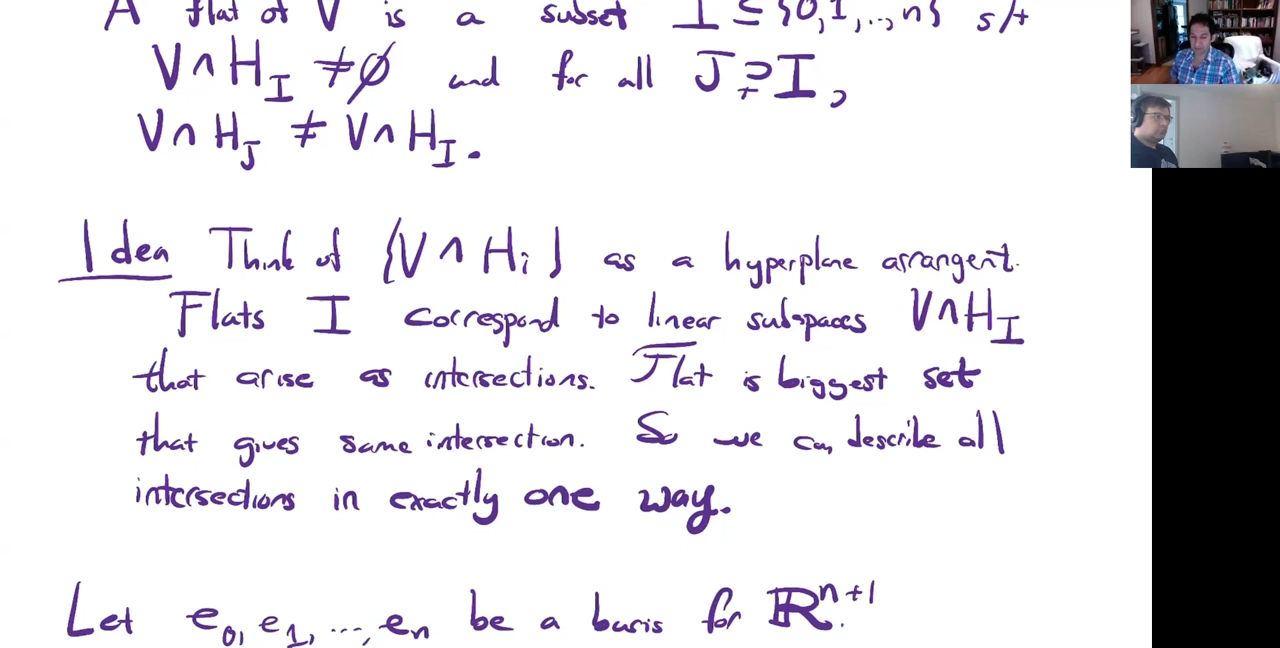 A flat of V is a subset I ⊆ {0,1,..,n} s/t
V∩H_I ≠ ∅ and for all J ⊋ I,
V∩H_J ≠ V∩H_I.
Idea Think of {V∩H_i} as a hyperplane arrangent.
Flats I correspond to linear subspaces V∩H_I
that arise as intersections. Flat is biggest set
that gives same intersection. So we can describe all
intersections in exactly one way.
Let e_0, e_1, ..., e_n be a basis for ℝ^{n+1}.